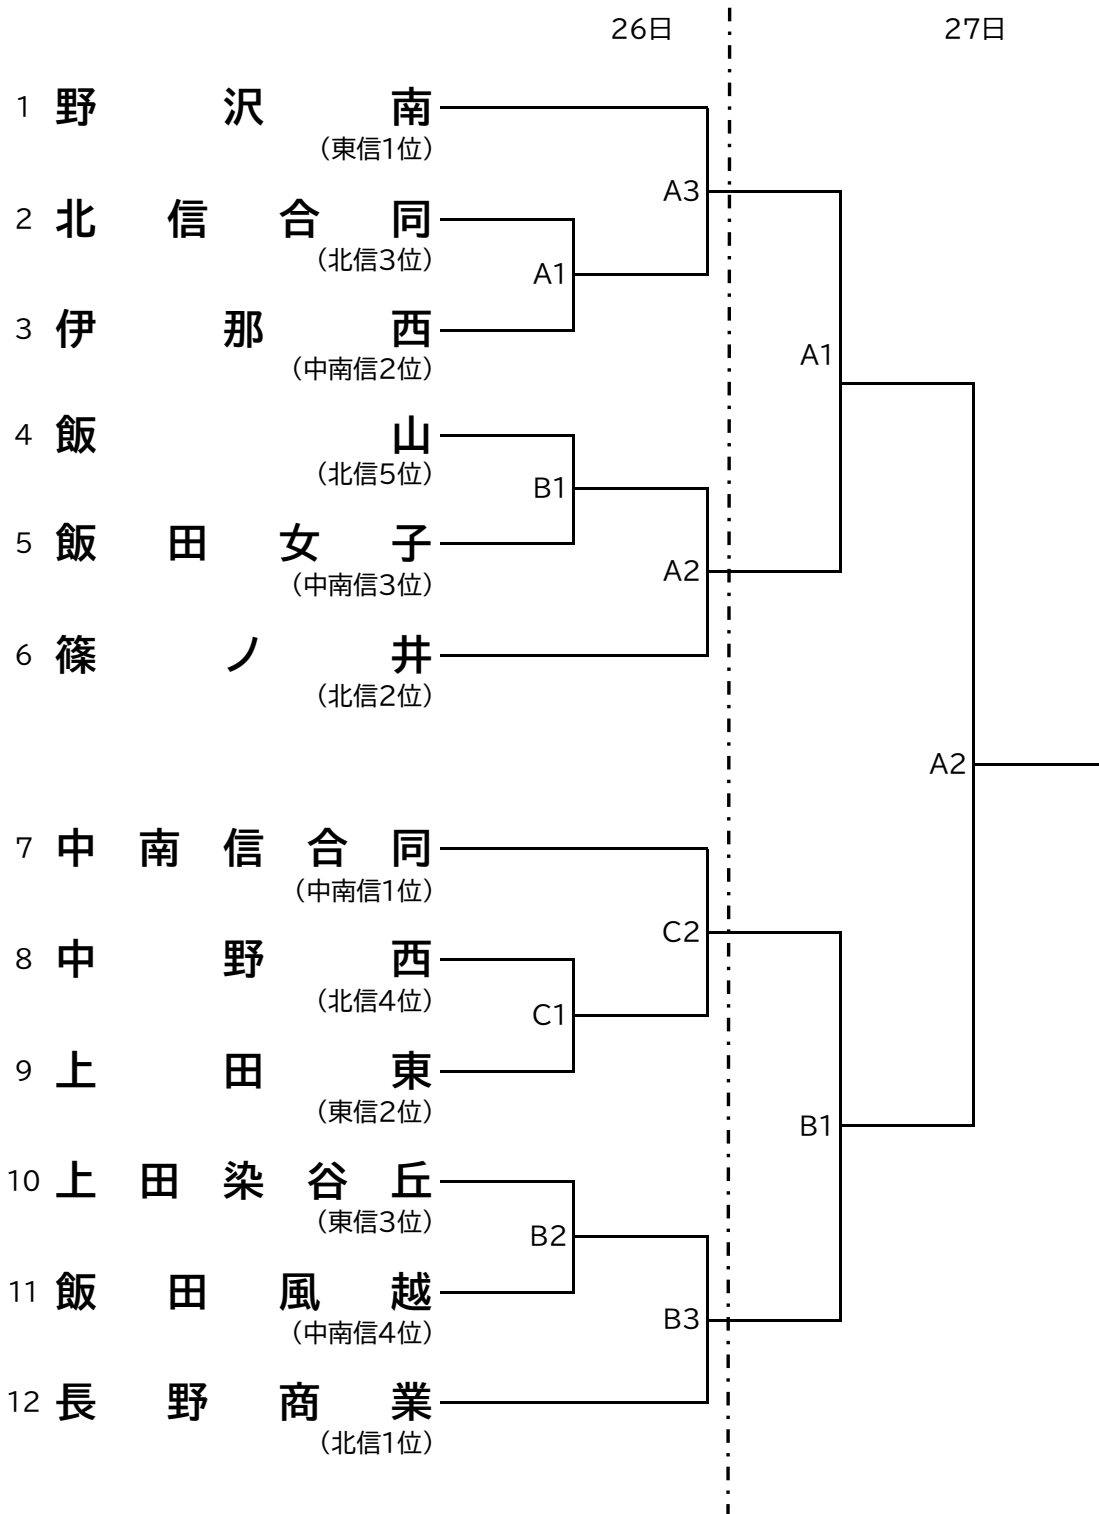 26日 27日
1 野沢南
(東信1位)
A3
2 北信合同
(北信3位)
A1
3 伊那西
(中南信2位)
A1
4 飯山
(北信5位)
B1
5 飯田女子
(中南信3位)
A2
6 篠ノ井
(北信2位)
A2
7 中南信合同
(中南信1位)
C2
8 中野西
(北信4位)
C1
9 上田東
(東信2位)
B1
10 上田染谷丘
(東信3位)
B2
11 飯田風越
(中南信4位)
B3
12 長野商業
(北信1位)